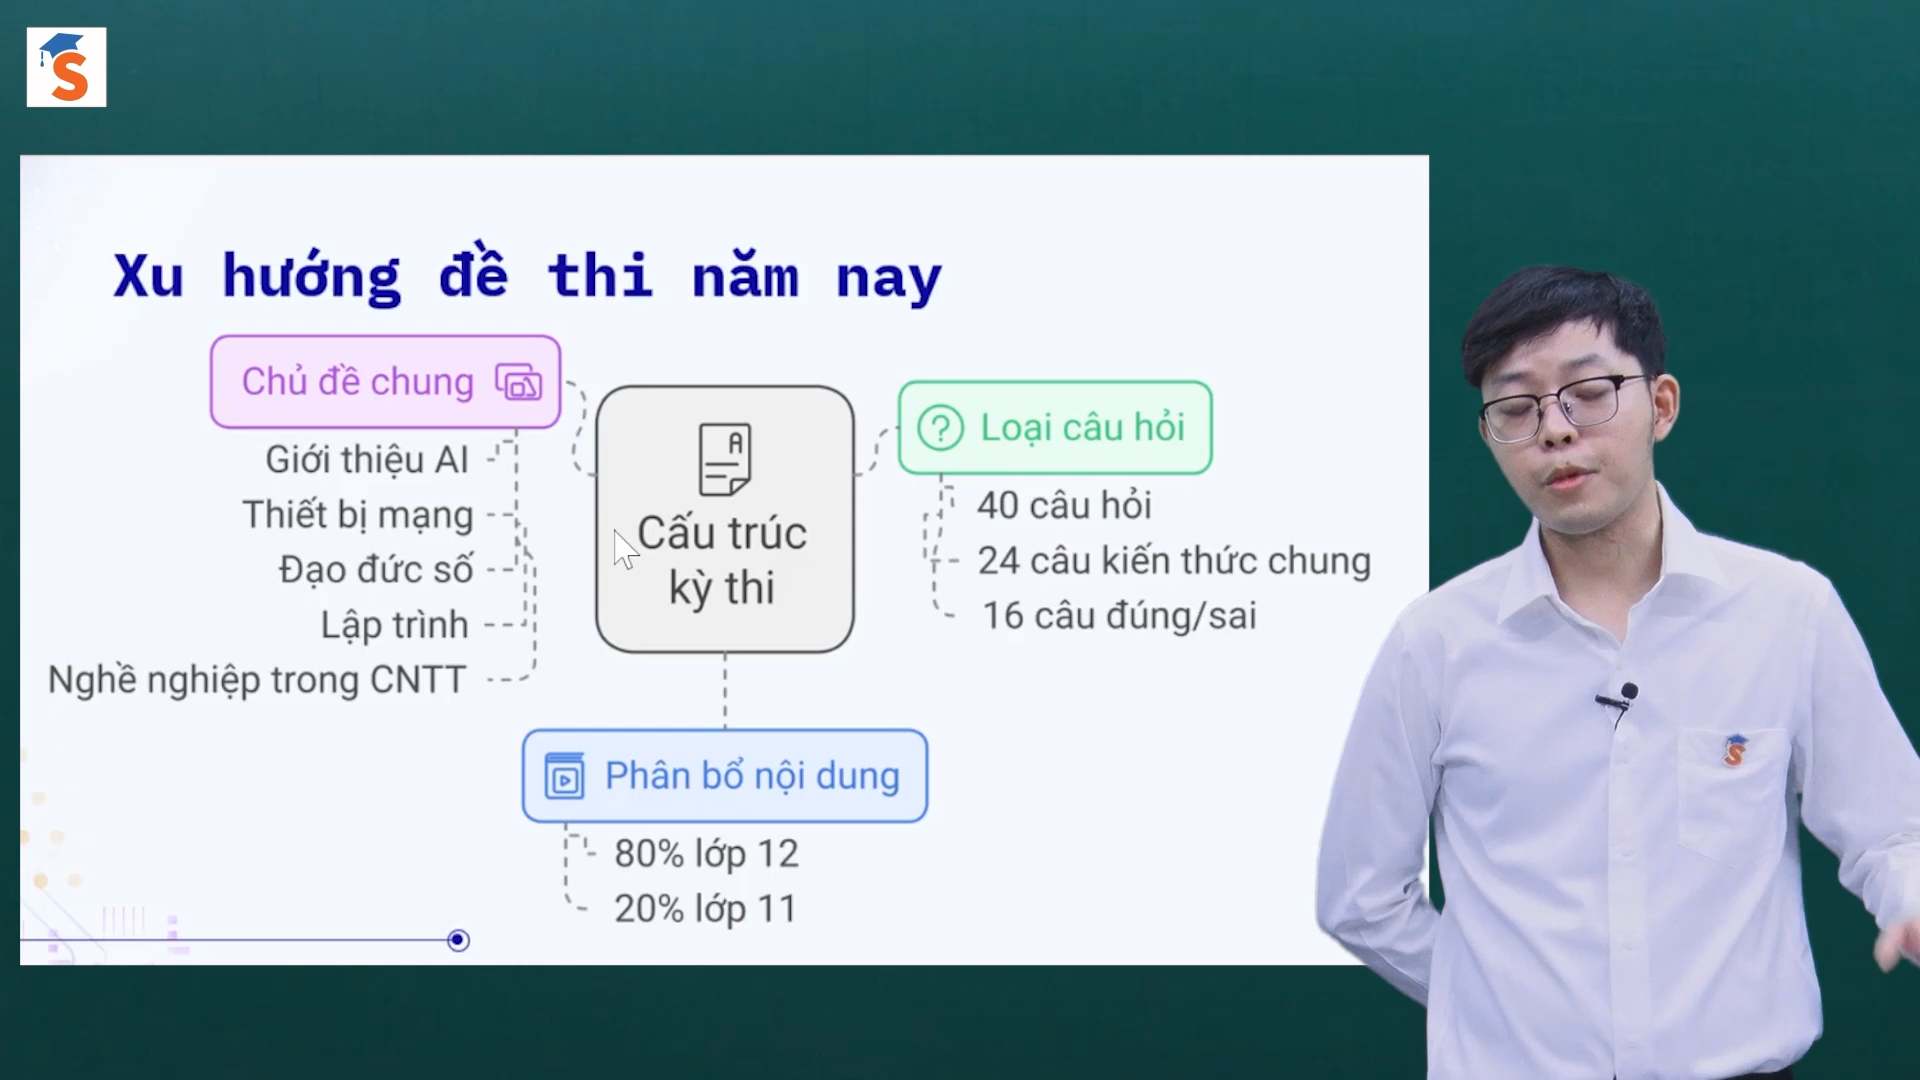 S
Xu hướng đề thi năm nay
Chủ đề chung
Giới thiệu AI
Thiết bị mạng
Đạo đức số
Lập trình
Nghề nghiệp trong CNTT
A
Cấu trúc
kỳ thi
? Loại câu hỏi
40 câu hỏi
24 câu kiến thức chung
16 câu đúng/sai
Phân bổ nội dung
80% lớp 12
20% lớp 11
S